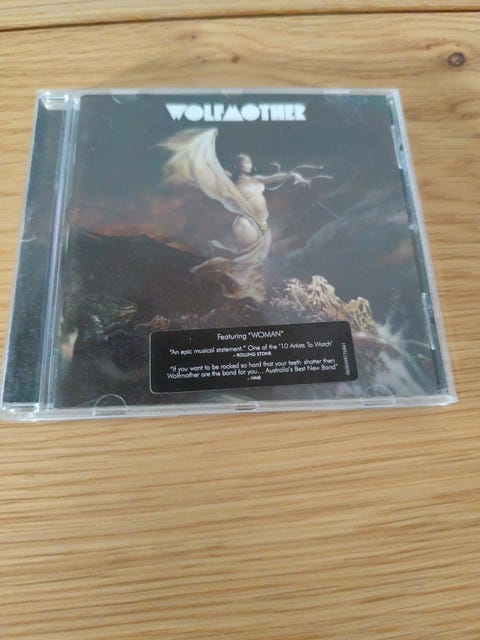 WOLFMOTHER
Featuring "WOMAN"
"An epic musical statement." One of the '10 Artists To Watch'
– ROLLING STONE
"If you want to be rocked so hard that your teeth shatter then
Wolfmother are the band for you... Australia's Best New Band"
– NME